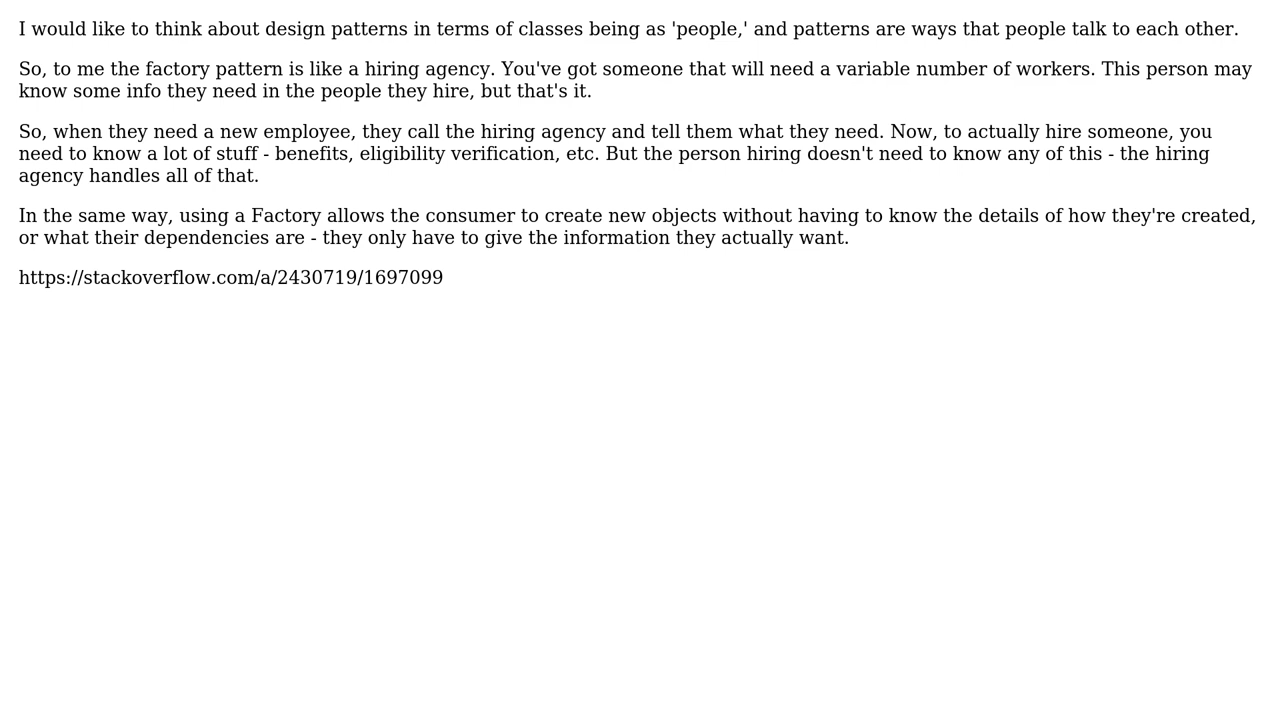 I would like to think about design patterns in terms of classes being as 'people,' and patterns are ways that people talk to each other.
So, to me the factory pattern is like a hiring agency. You've got someone that will need a variable number of workers. This person may
know some info they need in the people they hire, but that's it.
So, when they need a new employee, they call the hiring agency and tell them what they need. Now, to actually hire someone, you
need to know a lot of stuff - benefits, eligibility verification, etc. But the person hiring doesn't need to know any of this - the hiring
agency handles all of that.
In the same way, using a Factory allows the consumer to create new objects without having to know the details of how they're created,
or what their dependencies are - they only have to give the information they actually want.
https://stackoverflow.com/a/2430719/1697099